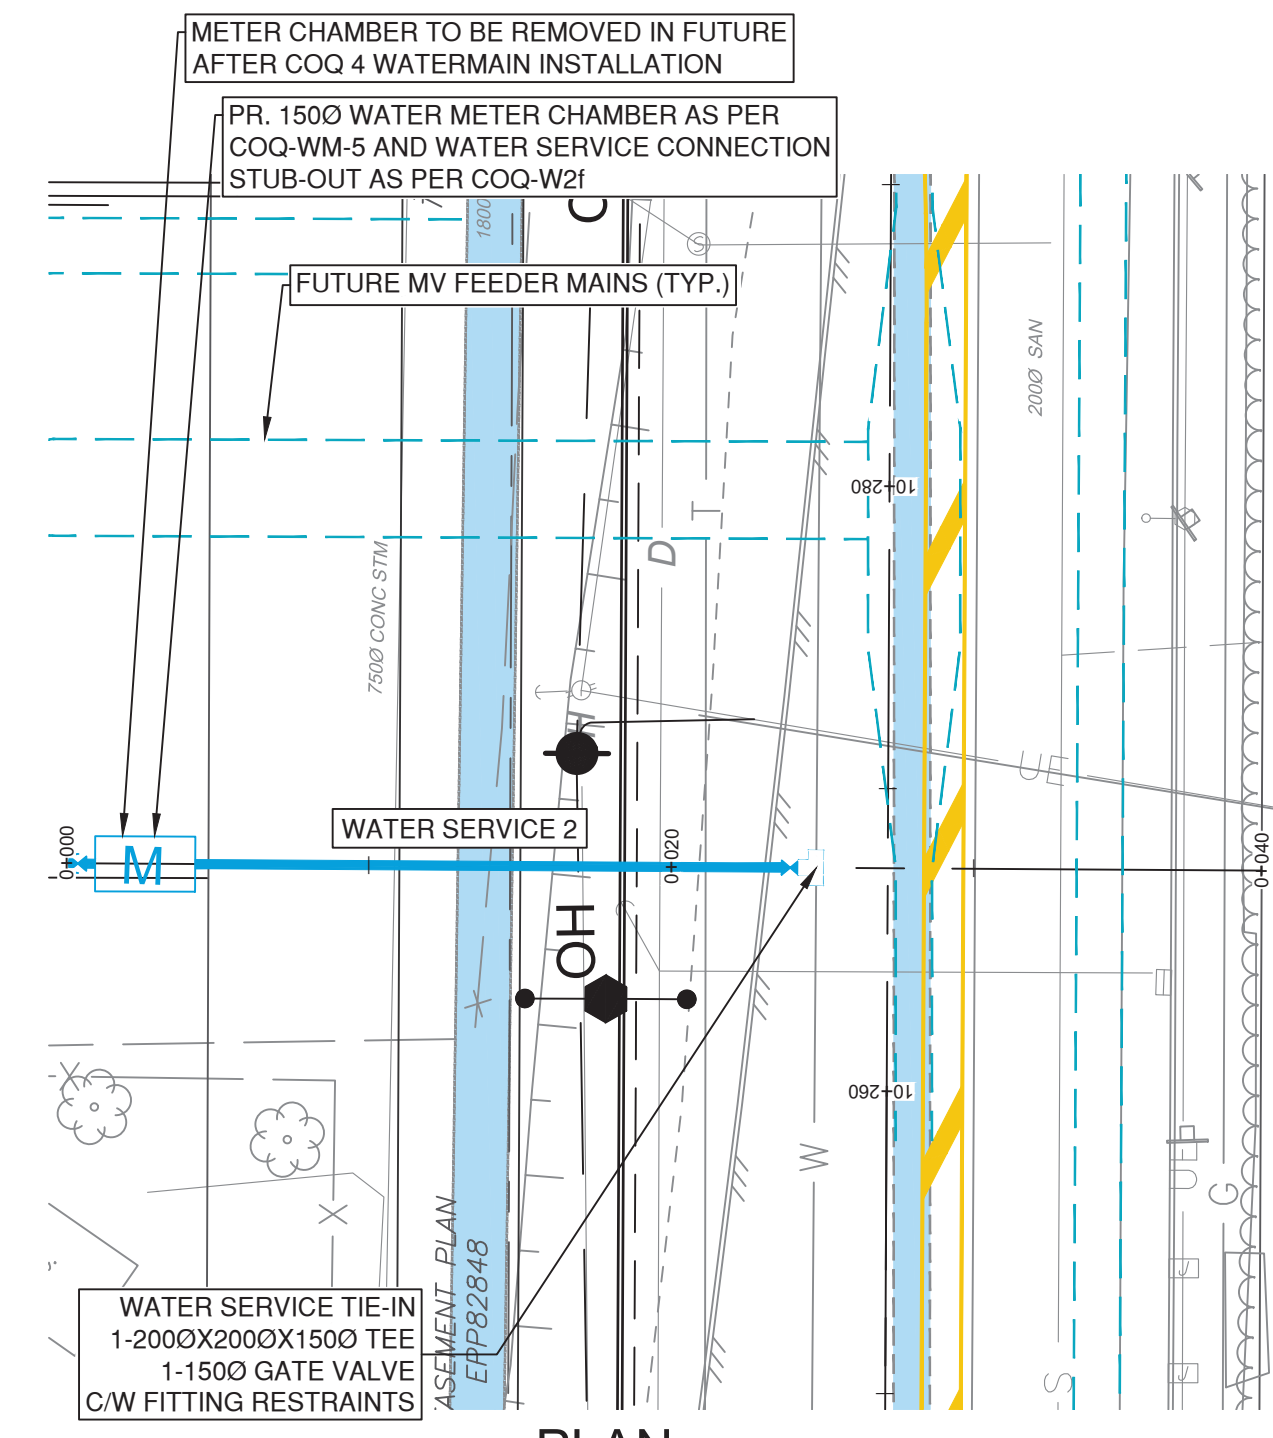 METER CHAMBER TO BE REMOVED IN FUTURE
AFTER COQ 4 WATERMAIN INSTALLATION
PR. 150Ø WATER METER CHAMBER AS PER
COQ-WM-5 AND WATER SERVICE CONNECTION
STUB-OUT AS PER COQ-W2f
1800
S
FUTURE MV FEEDER MAINS (TYP.)
200Ø SAN
10+280
T
D
750Ø CONC STM
H
UE
WATER SERVICE 2
0+000
M
0+020
0+040
OH
10+260
X
W
UE
G
X
ASEMENT PLAN
EPP82848
WATER SERVICE TIE-IN
1-200ØX200ØX150Ø TEE
1-150Ø GATE VALVE
C/W FITTING RESTRAINTS
S
J
J